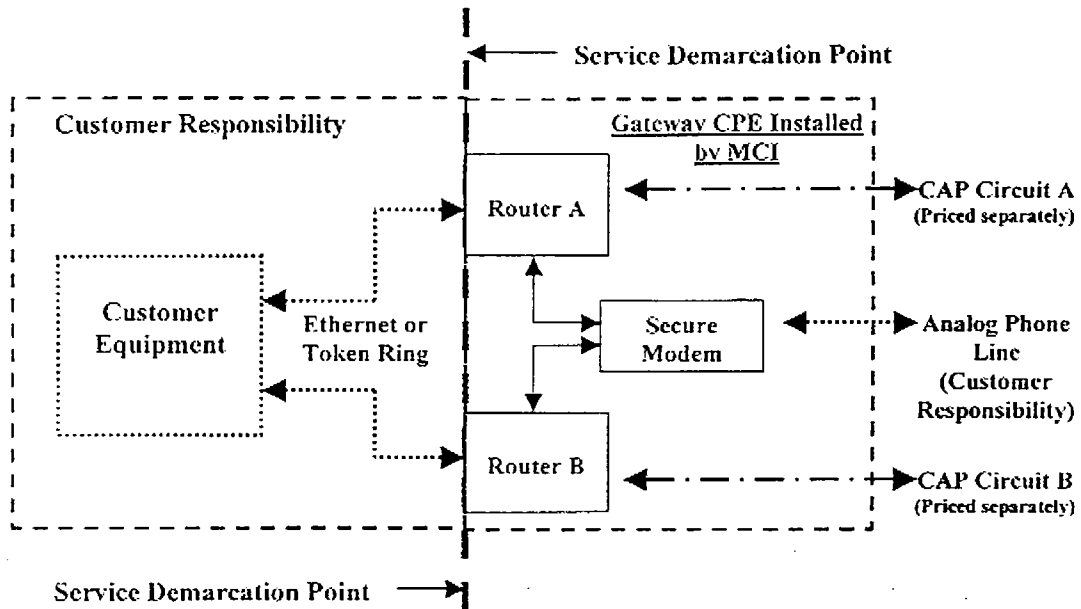 Service Demarcation Point
Customer Responsibility
Gateway CPE Installed
by MCI
Router A
CAP Circuit A
(Priced separately)
Customer
Equipment
Ethernet or
Token Ring
Secure
Modem
Analog Phone
Line
(Customer
Responsibility)
Router B
CAP Circuit B
(Priced separately)
Service Demarcation Point